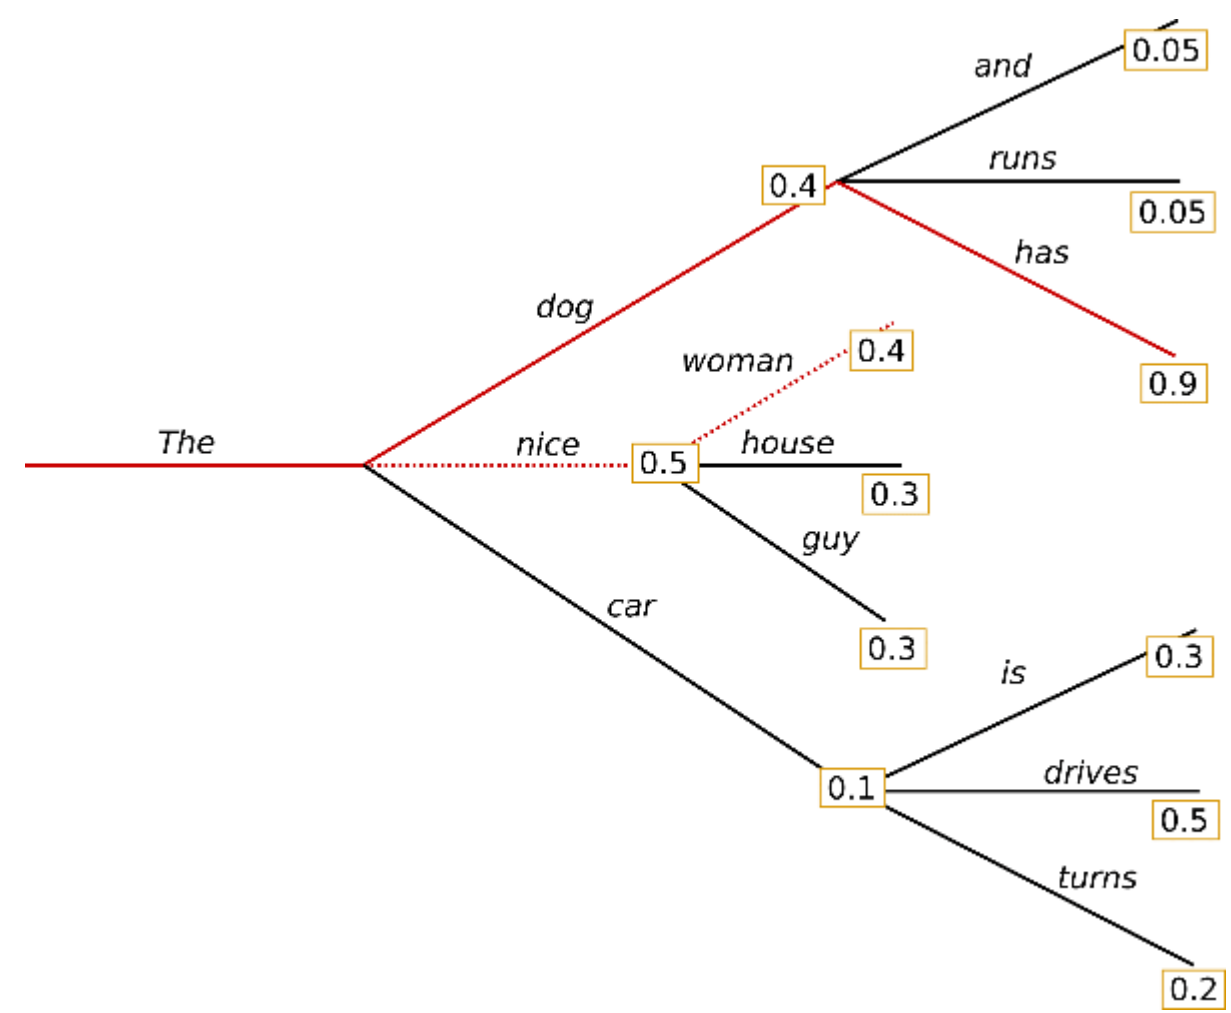 0.05
and
runs
0.4
0.05
has
dog
woman
0.4
0.9
The
nice
0.5
house
0.3
guy
car
0.3
is
0.3
drives
0.1
0.5
turns
0.2